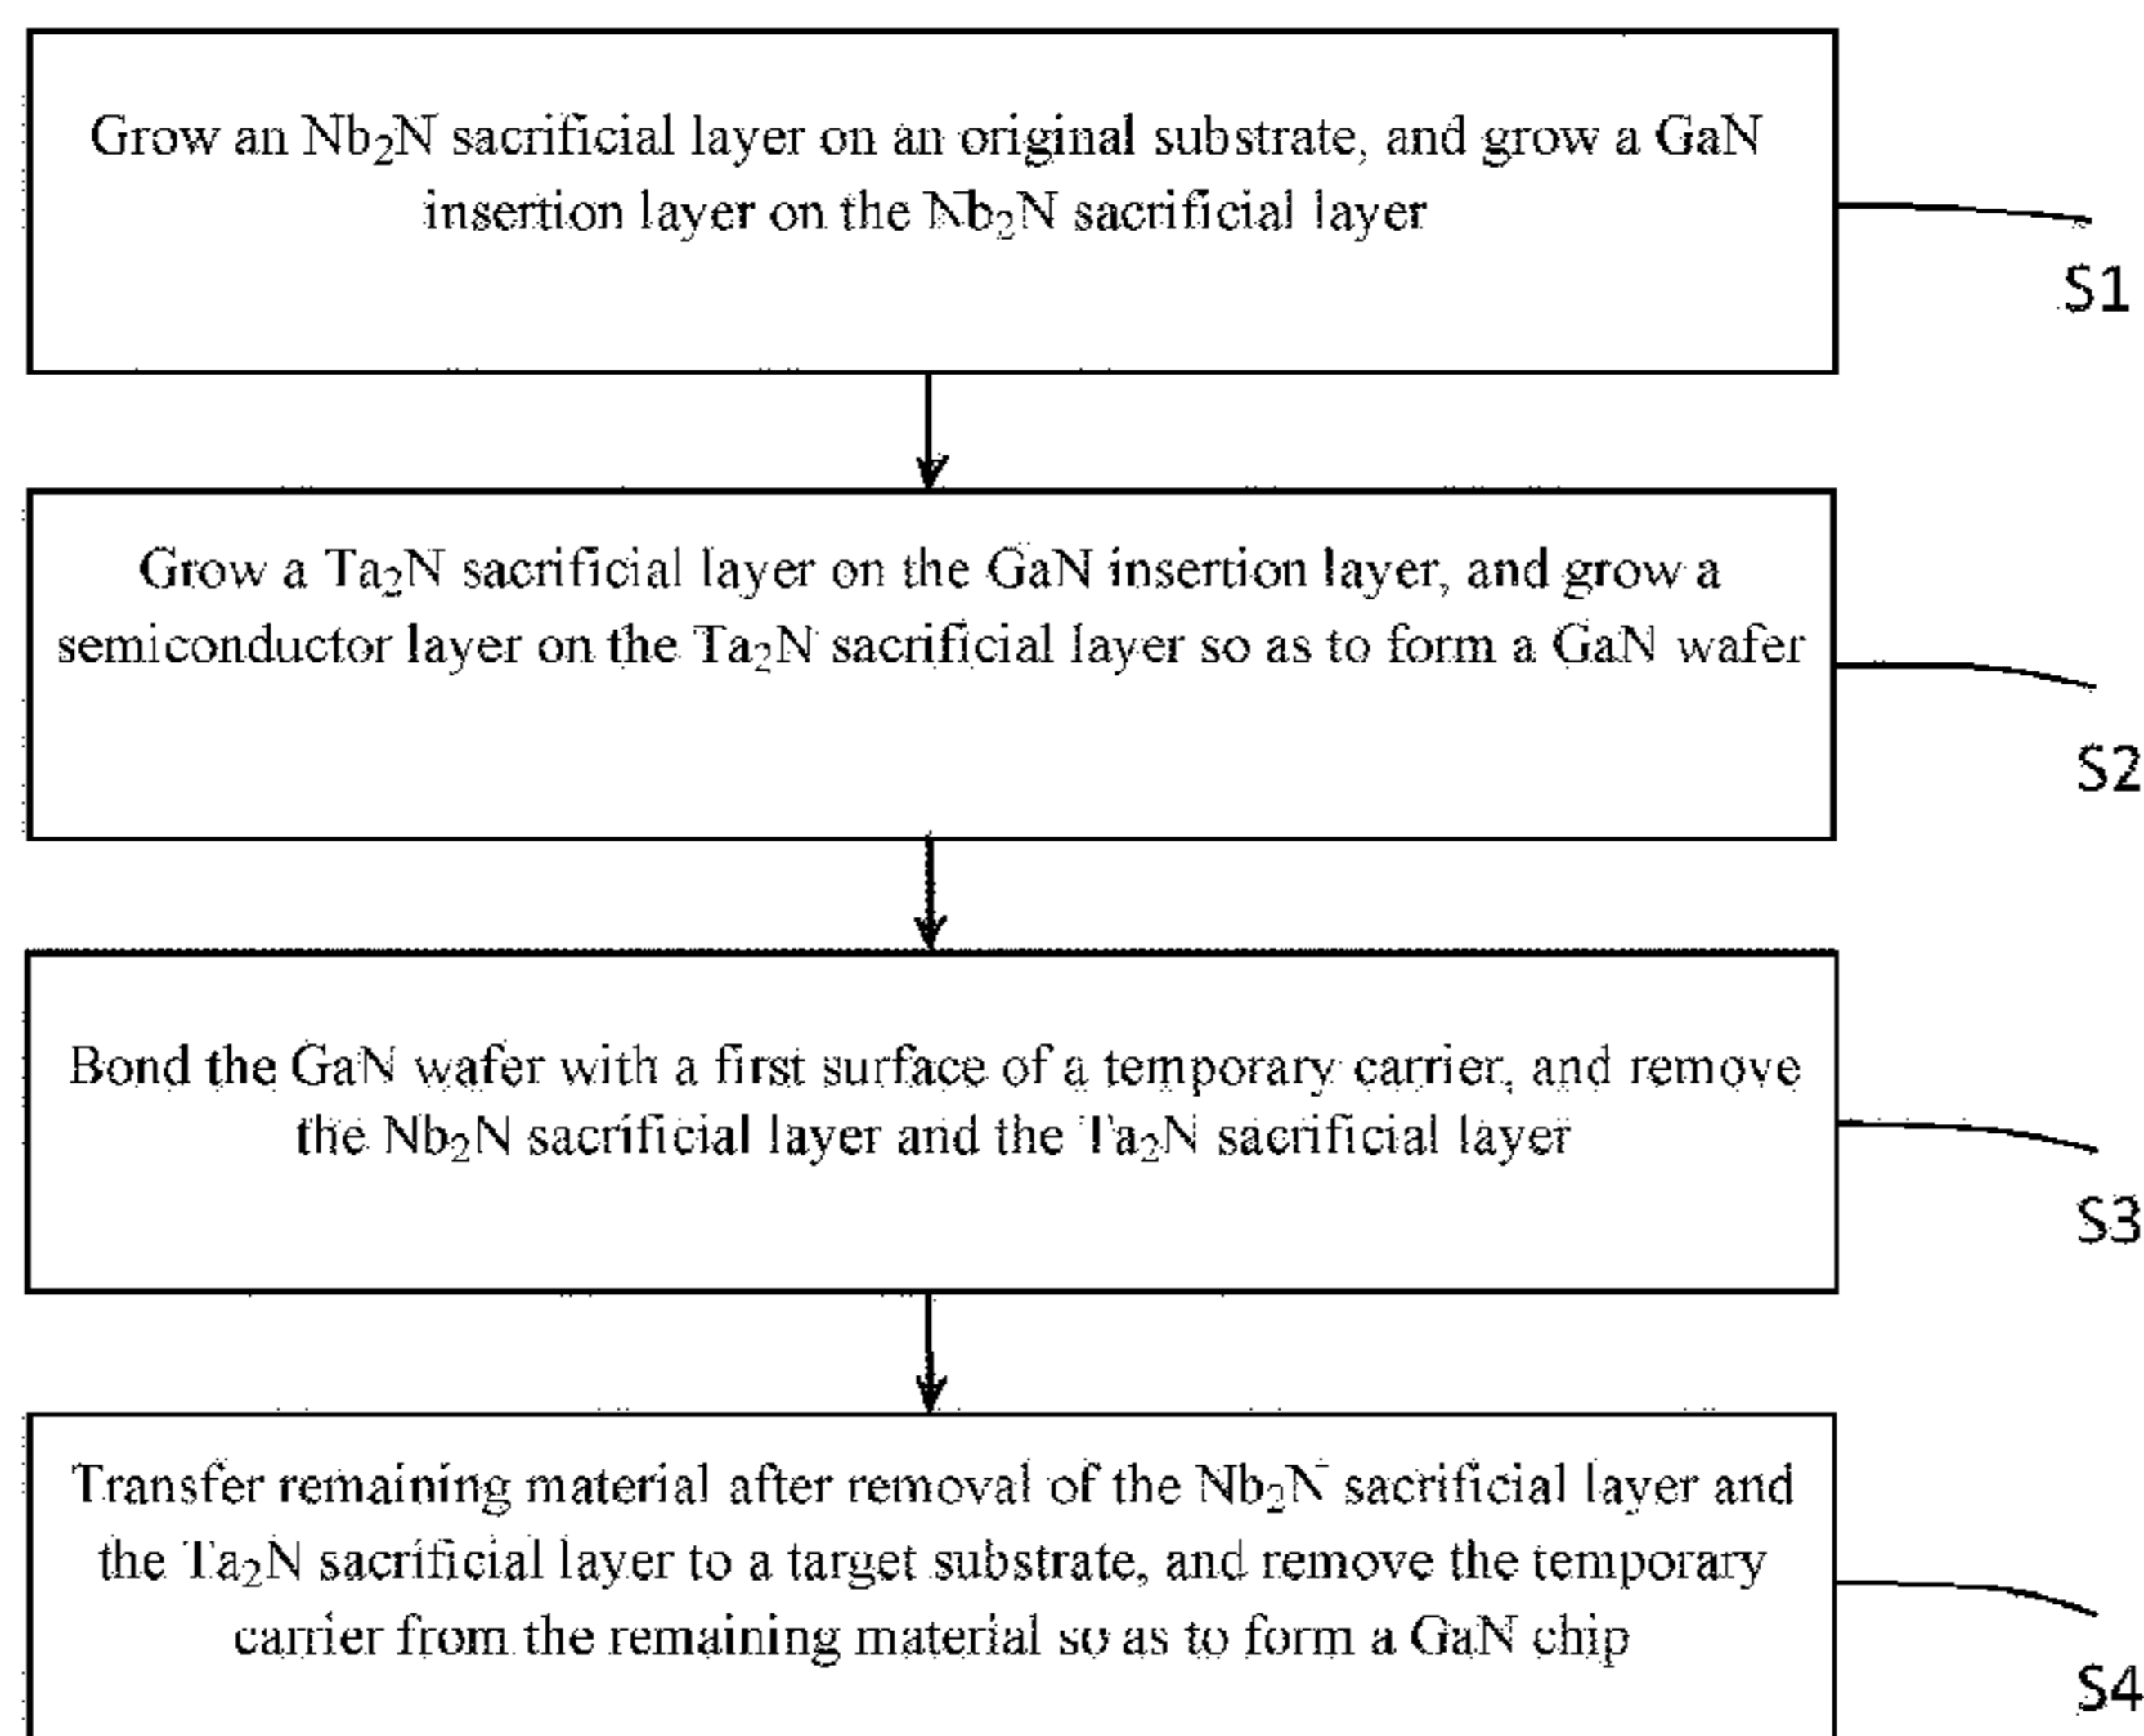 Grow an Nb₂N sacrificial layer on an original substrate, and grow a GaN
insertion layer on the Nb₂N sacrificial layer
S1
Grow a Ta₂N sacrificial layer on the GaN insertion layer, and grow a
semiconductor layer on the Ta₂N sacrificial layer so as to form a GaN wafer
S2
Bond the GaN wafer with a first surface of a temporary carrier, and remove
the Nb₂N sacrificial layer and the Ta₂N sacrificial layer
S3
Transfer remaining material after removal of the Nb₂N sacrificial layer and
the Ta₂N sacrificial layer to a target substrate, and remove the temporary
carrier from the remaining material so as to form a GaN chip
S4